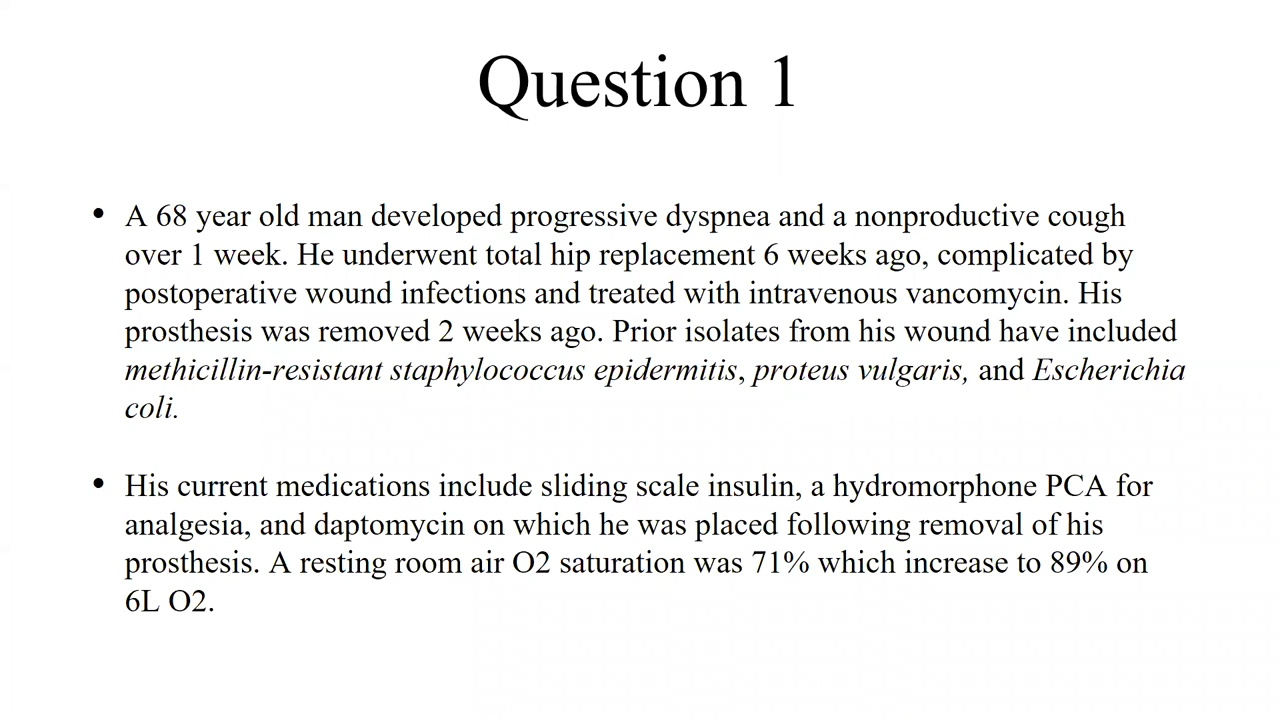 Question 1
• A 68 year old man developed progressive dyspnea and a nonproductive cough
over 1 week. He underwent total hip replacement 6 weeks ago, complicated by
postoperative wound infections and treated with intravenous vancomycin. His
prosthesis was removed 2 weeks ago. Prior isolates from his wound have included
methicillin-resistant staphylococcus epidermitis, proteus vulgaris, and Escherichia
coli.
• His current medications include sliding scale insulin, a hydromorphone PCA for
analgesia, and daptomycin on which he was placed following removal of his
prosthesis. A resting room air O2 saturation was 71% which increase to 89% on
6L O2.